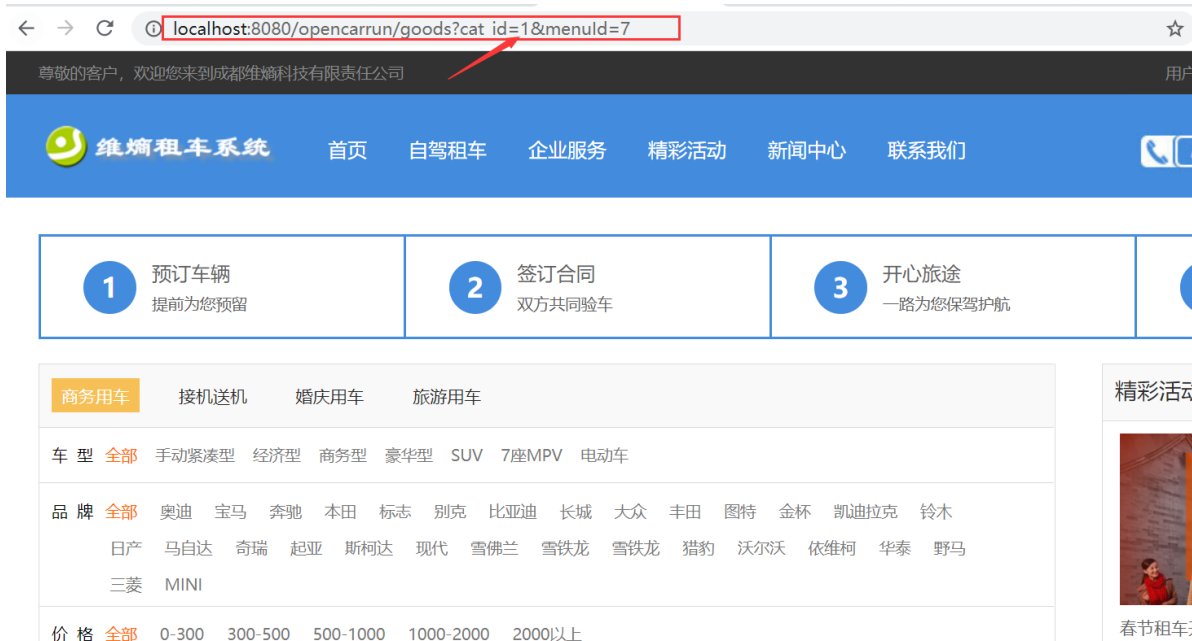 localhost:8080/opencarrun/goods?cat_id=1&menuId=7
尊敬的客户，欢迎您来到成都维熵科技有限责任公司 用户
维熵租车系统 首页 自驾租车 企业服务 精彩活动 新闻中心 联系我们
1 预订车辆 2 签订合同 3 开心旅途
提前为您预留 双方共同验车 一路为您保驾护航
商务用车 接机送机 婚庆用车 旅游用车 精彩活动
车 型 全部 手动紧凑型 经济型 商务型 豪华型 SUV 7座MPV 电动车
品 牌 全部 奥迪 宝马 奔驰 本田 标志 别克 比亚迪 长城 大众 丰田 图特 金杯 凯迪拉克 铃木
日产 马自达 奇瑞 起亚 斯柯达 现代 雪佛兰 雪铁龙 雪铁龙 猎豹 沃尔沃 依维柯 华泰 野马
三菱 MINI
春节租车
价 格 全部 0-300 300-500 500-1000 1000-2000 2000以上